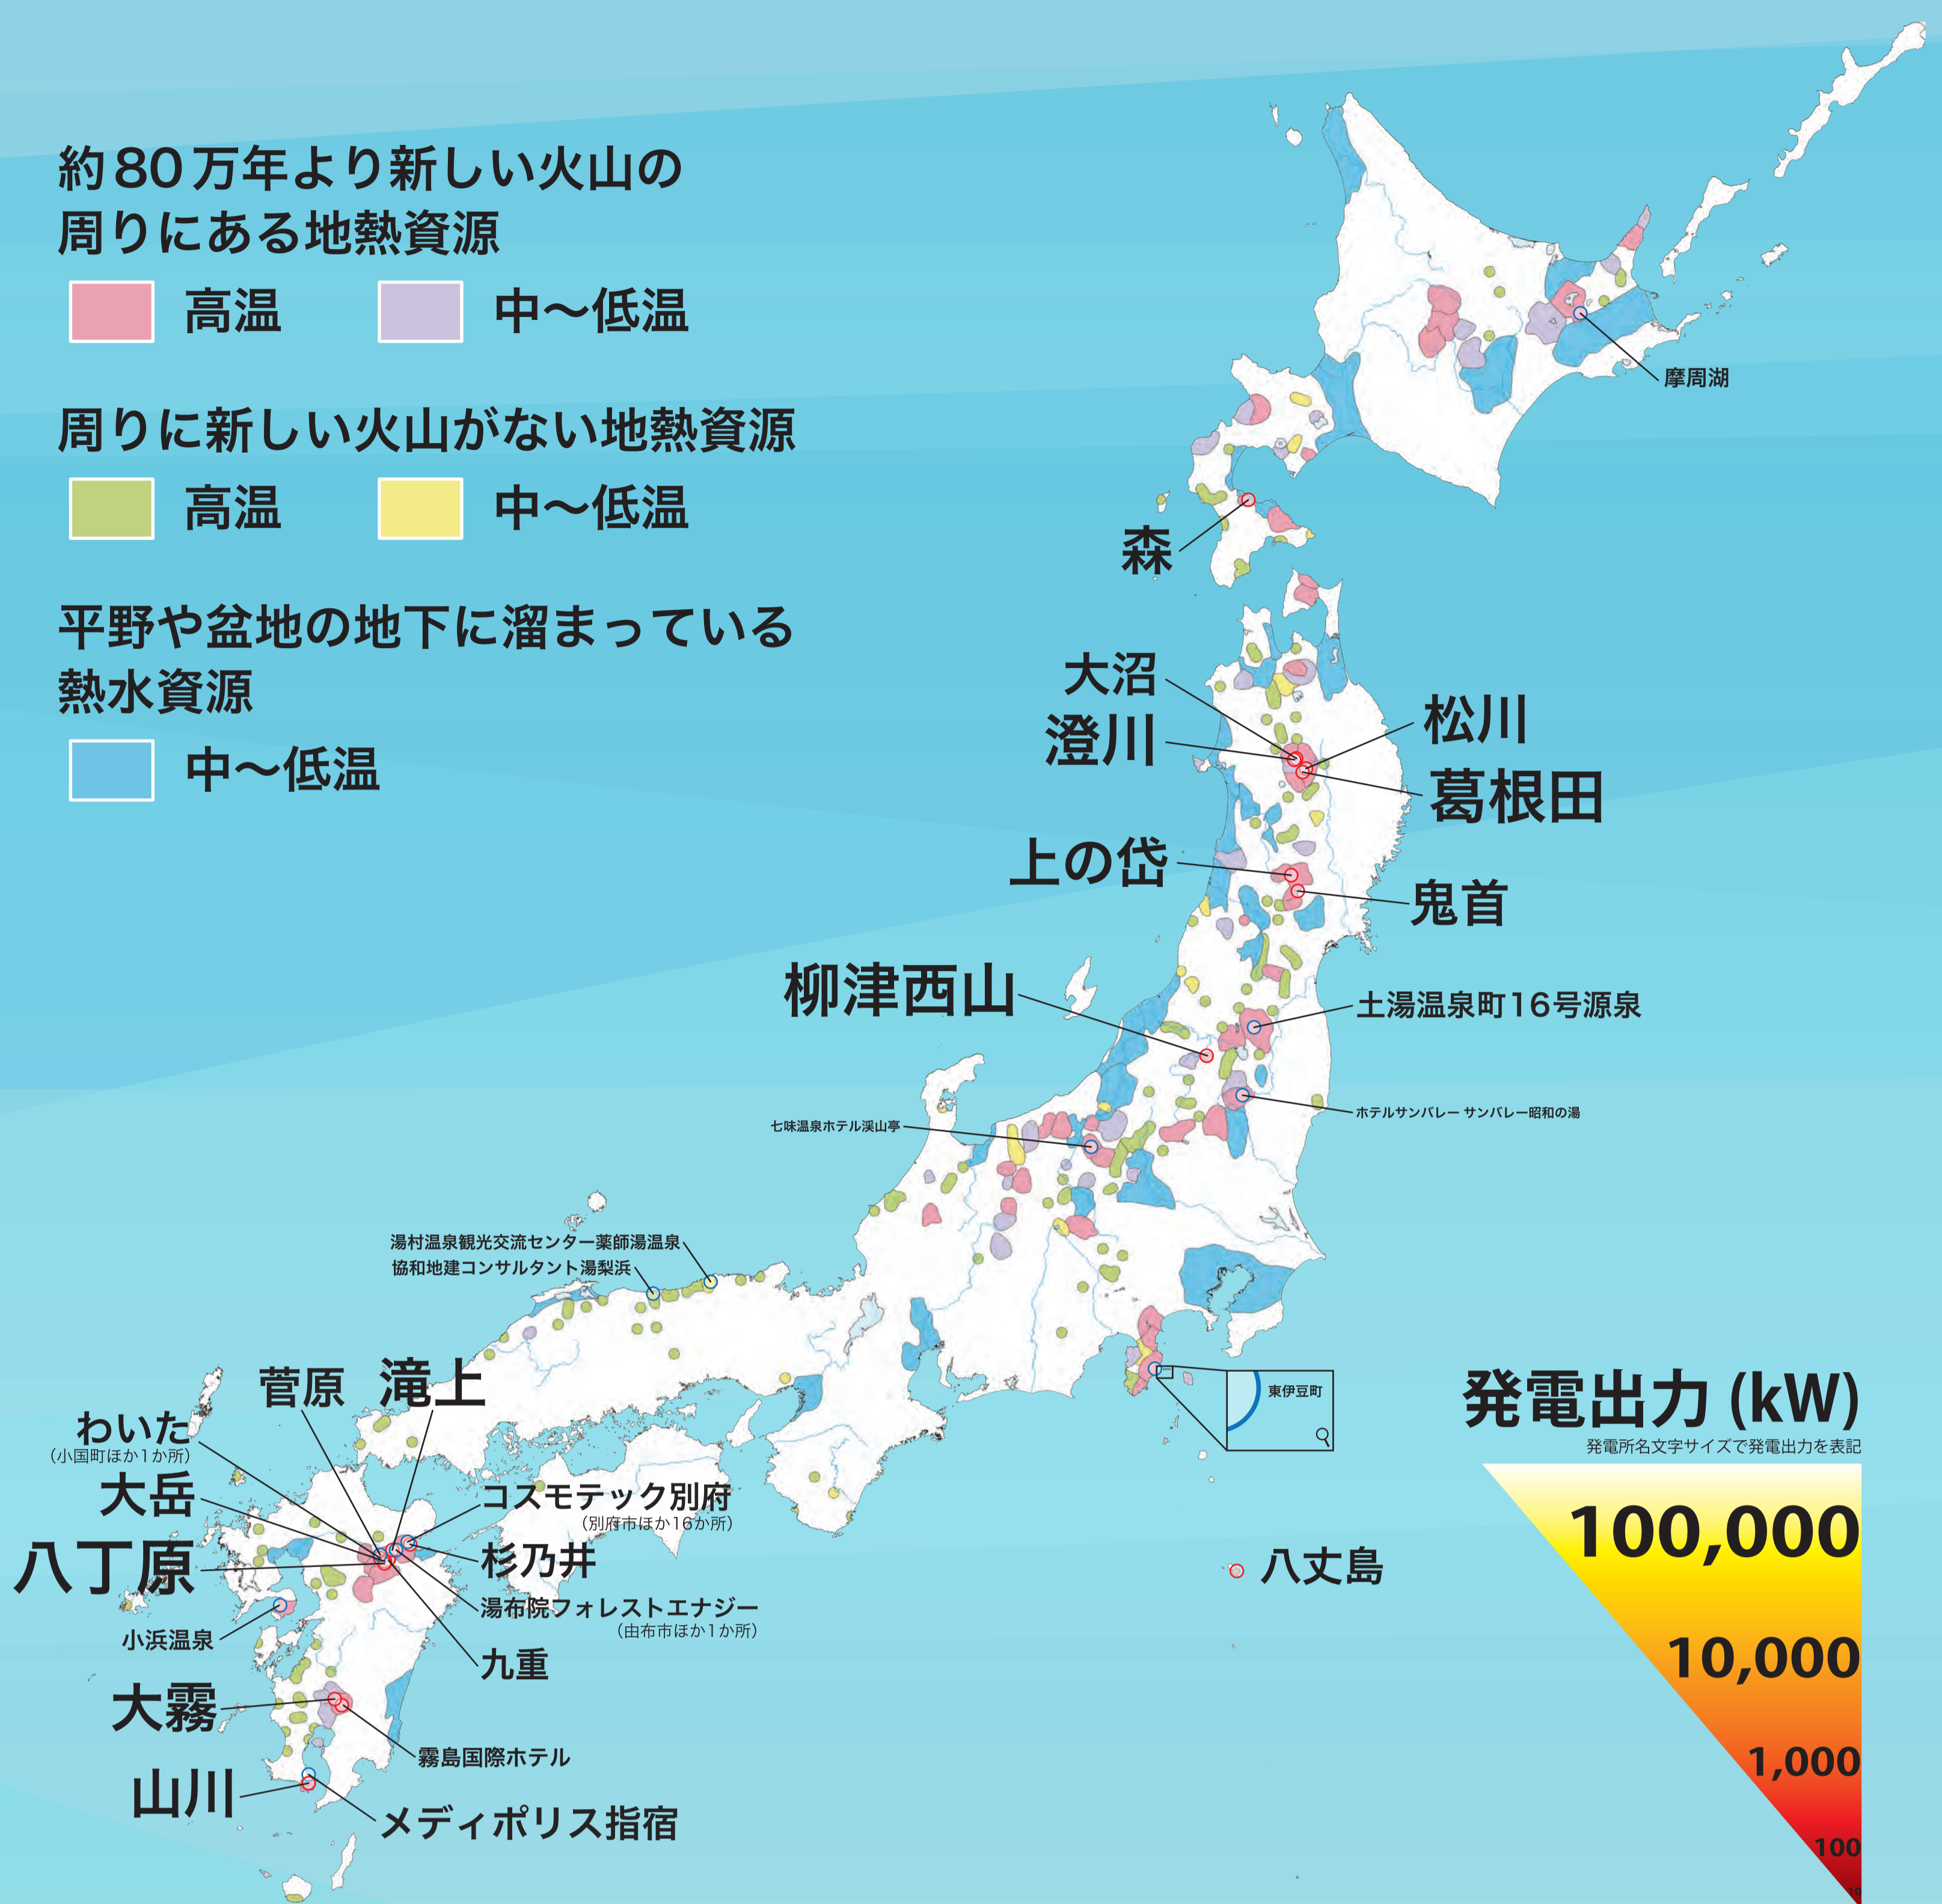 約80万年より新しい火山の
周りにある地熱資源
高温
中～低温
周りに新しい火山がない地熱資源
高温
中～低温
平野や盆地の地下に溜まっている
熱水資源
中～低温
摩周湖
森
大沼
澄川
松川
葛根田
上の岱
鬼首
柳津西山
土湯温泉町16号源泉
ホテルサンバレー サンバレー昭和の湯
七味温泉ホテル渓山亭
湯村温泉観光交流センター薬師湯温泉
協和地建コンサルタント湯梨浜
東伊豆町
菅原
滝上
わいた
（小国町ほか1か所）
大岳
八丁原
コスモテック別府
（別府市ほか16か所）
杉乃井
湯布院フォレストエナジー
（由布市ほか1か所）
九重
小浜温泉
大霧
霧島国際ホテル
山川
メディポリス指宿
八丈島
発電出力 (kW)
発電所名文字サイズで発電出力を表記
100,000
10,000
1,000
100
10